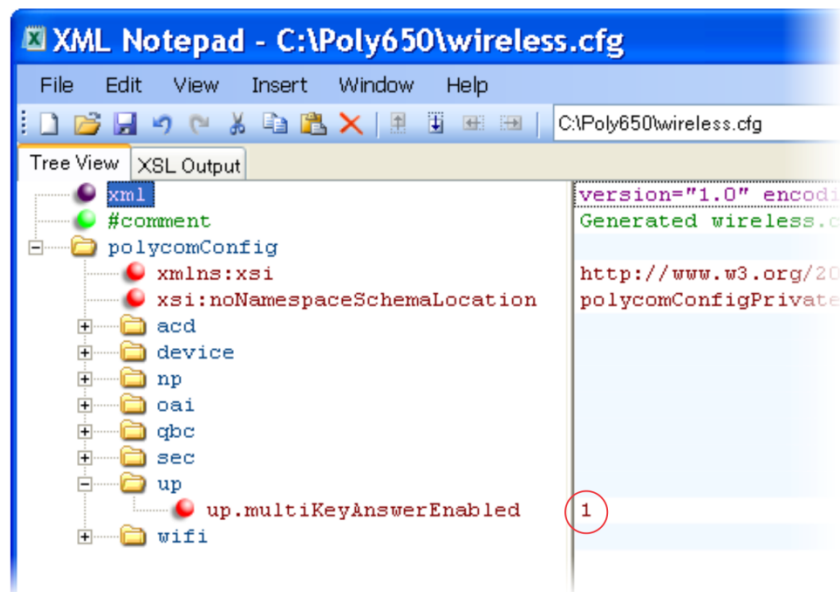 XML Notepad - C:\Poly650\wireless.cfg
File Edit View Insert Window Help
C:\Poly650\wireless.cfg
Tree View XSL Output
xml version="1.0" encodi
#comment Generated wireless.c
polycomConfig
xmlns:xsi http://www.w3.org/20
xsi:noNamespaceSchemaLocation polycomConfigPrivate
acd
device
np
oai
qbc
sec
up
up.multiKeyAnswerEnabled 1
wifi